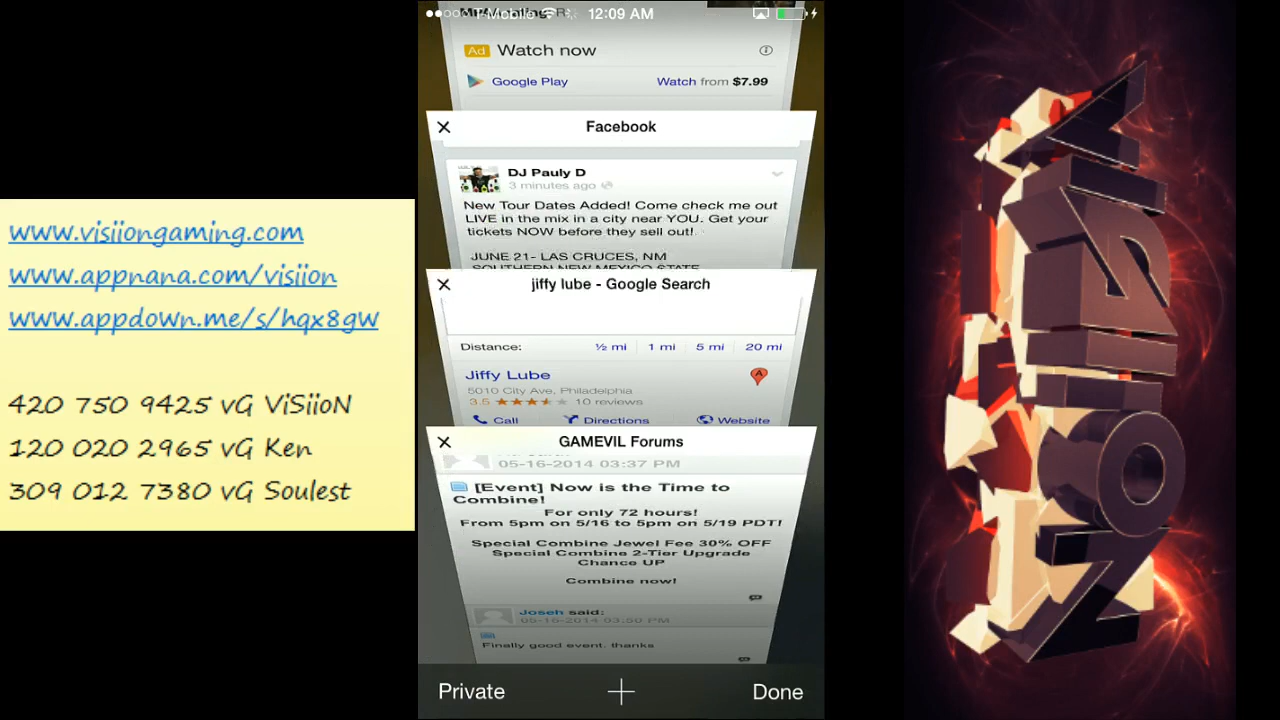 www.visiiongaming.com
www.appnana.com/visiion
www.appdown.me/s/hqx8gw
420 750 9425 vG ViSiioN
120 020 2965 vG Ken
309 012 7380 vG Soulest
T-Mobile 12:09 AM
Ad Watch now
Google Play Watch from $7.99
Facebook
DJ Pauly D
3 minutes ago
New Tour Dates Added! Come check me out
LIVE in the mix in a city near YOU. Get your
tickets NOW before they sell out!
JUNE 21- LAS CRUCES, NM
SOUTHERN NEW MEXICO STATE
jiffy lube - Google Search
Distance: ½ mi 1 mi 5 mi 20 mi
Jiffy Lube
A
5010 City Ave, Philadelphia
3.5 10 reviews
Call Directions Website
GAMEVIL Forums
05-16-2014 03:37 PM
[Event] Now is the Time to
Combine!
For only 72 hours!
From 5pm on 5/16 to 5pm on 5/19 PDT!
Special Combine Jewel Fee 30% OFF
Special Combine 2-Tier Upgrade
Chance UP
Combine now!
Joseh said:
05-16-2014 03:50 PM
Finally good event. thanks
Private + Done
ViSiioN